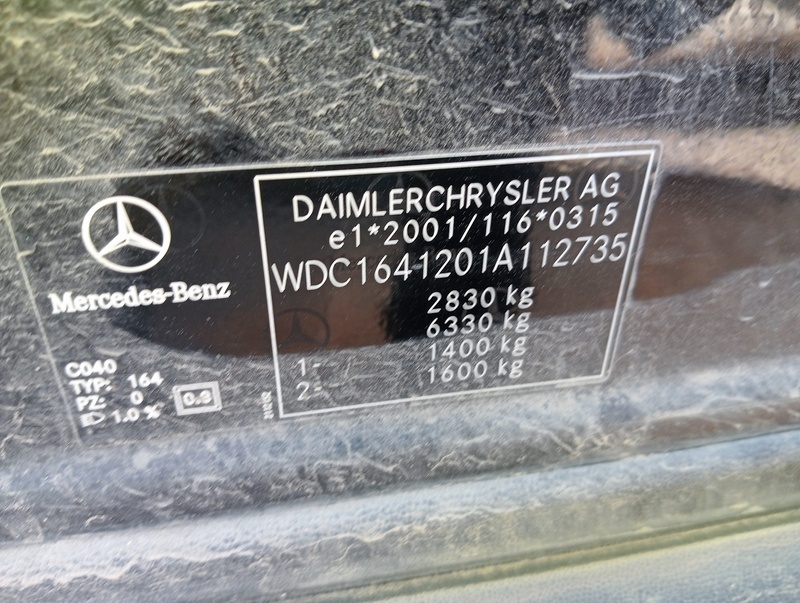 DAIMLERCHRYSLER AG
e1*2001/116*0315
WDC1641201A112735
2830 kg
6330 kg
1- 1400 kg
2- 1600 kg
Mercedes-Benz
C040
TYP: 164
PZ: 0
1.0 %
0.3